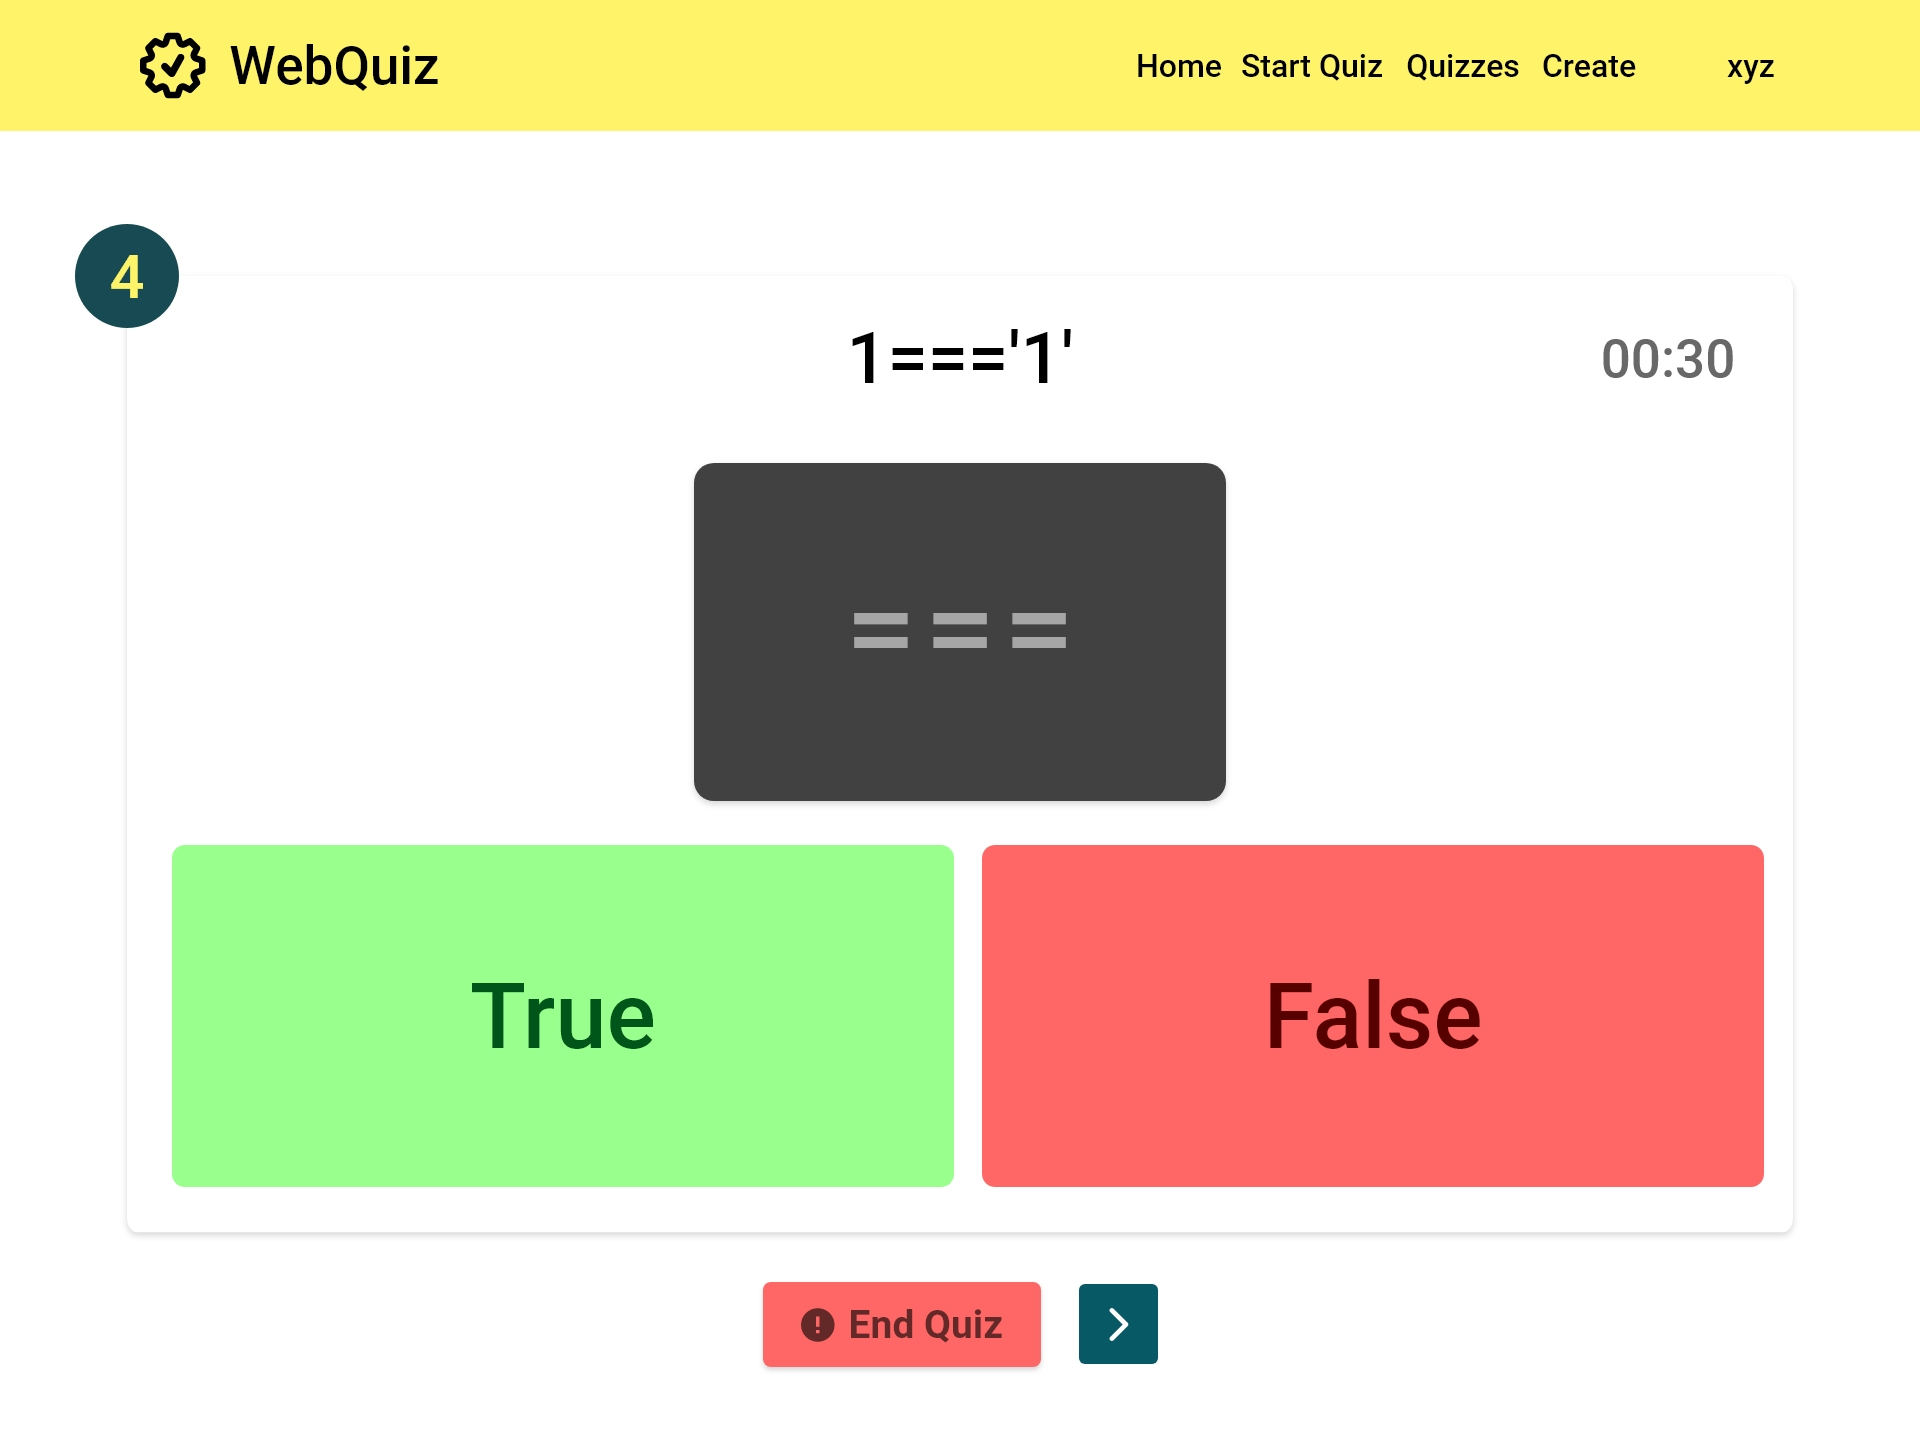 WebQuiz
Home Start Quiz Quizzes Create xyz
4
1==='1'
00:30
===
True
False
End Quiz